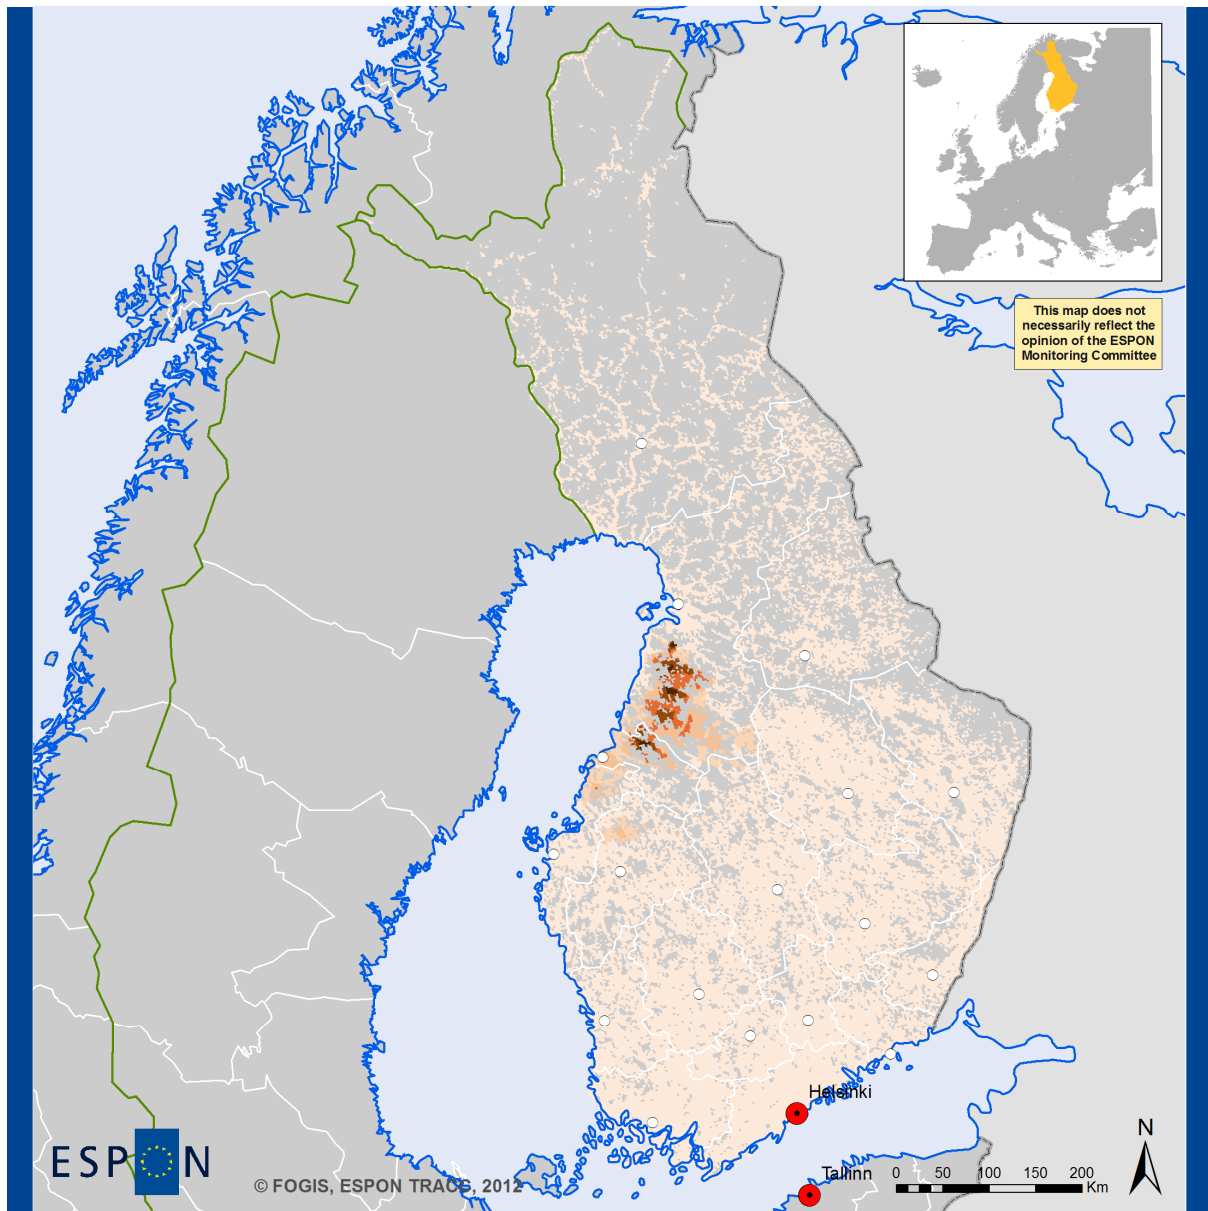 This map does not
necessarily reflect the
opinion of the ESPON
Monitoring Committee
Helsinki
Tallinn
N
0 50 100 150 200
Km
ESPON
© FOGIS, ESPON TRACC, 2012